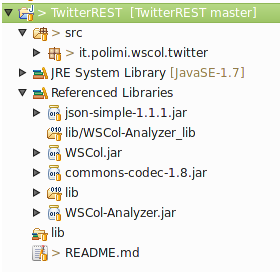 > TwitterREST [TwitterREST master]
> src
> it.polimi.wscol.twitter
JRE System Library [JavaSE-1.7]
Referenced Libraries
json-simple-1.1.1.jar
lib/WSCol-Analyzer_lib
WSCol.jar
commons-codec-1.8.jar
lib
WSCol-Analyzer.jar
lib
> README.md